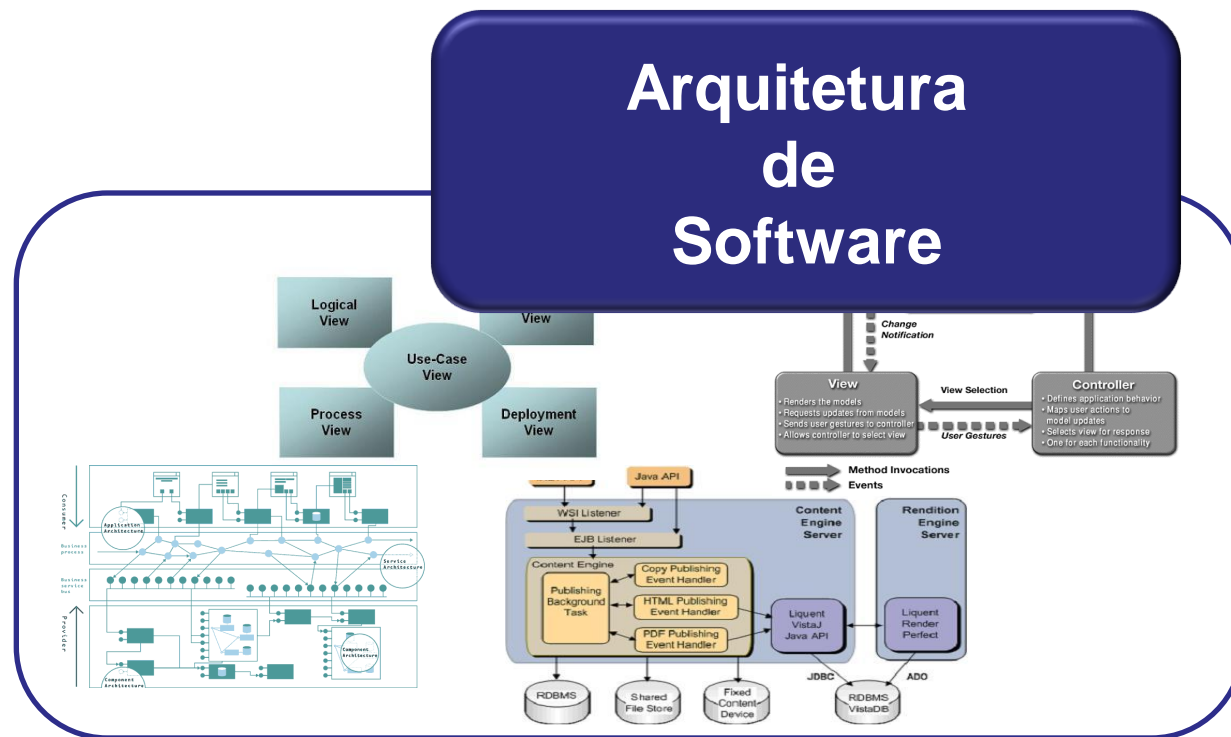 Arquitetura
de
Software
Logical
View
View
Use-Case
View
Process
View
Deployment
View
Change
Notification
View
• Renders the models
• Requests updates from models
• Sends user gestures to controller
• Allows controller to select view
View Selection
User Gestures
Controller
• Defines application behavior
• Maps user actions to
model updates
• Selects view for response
• One for each functionality
Method Invocations
Events
Consumer
Application
Architecture
Business
process
Service
Architecture
Business
service
bus
Provider
Component
Architecture
Component
Architecture
Java API
WSI Listener
EJB Listener
Content
Engine
Server
Rendition
Engine
Server
Content Engine
Publishing
Background
Task
Copy Publishing
Event Handler
HTML Publishing
Event Handler
PDF Publishing
Event Handler
Liquent
VistaJ
Java API
Liquent
Render
Perfect
JDBC
ADO
RDBMS
Shared
File Store
Fixed
Content
Device
RDBMS
VistaDB